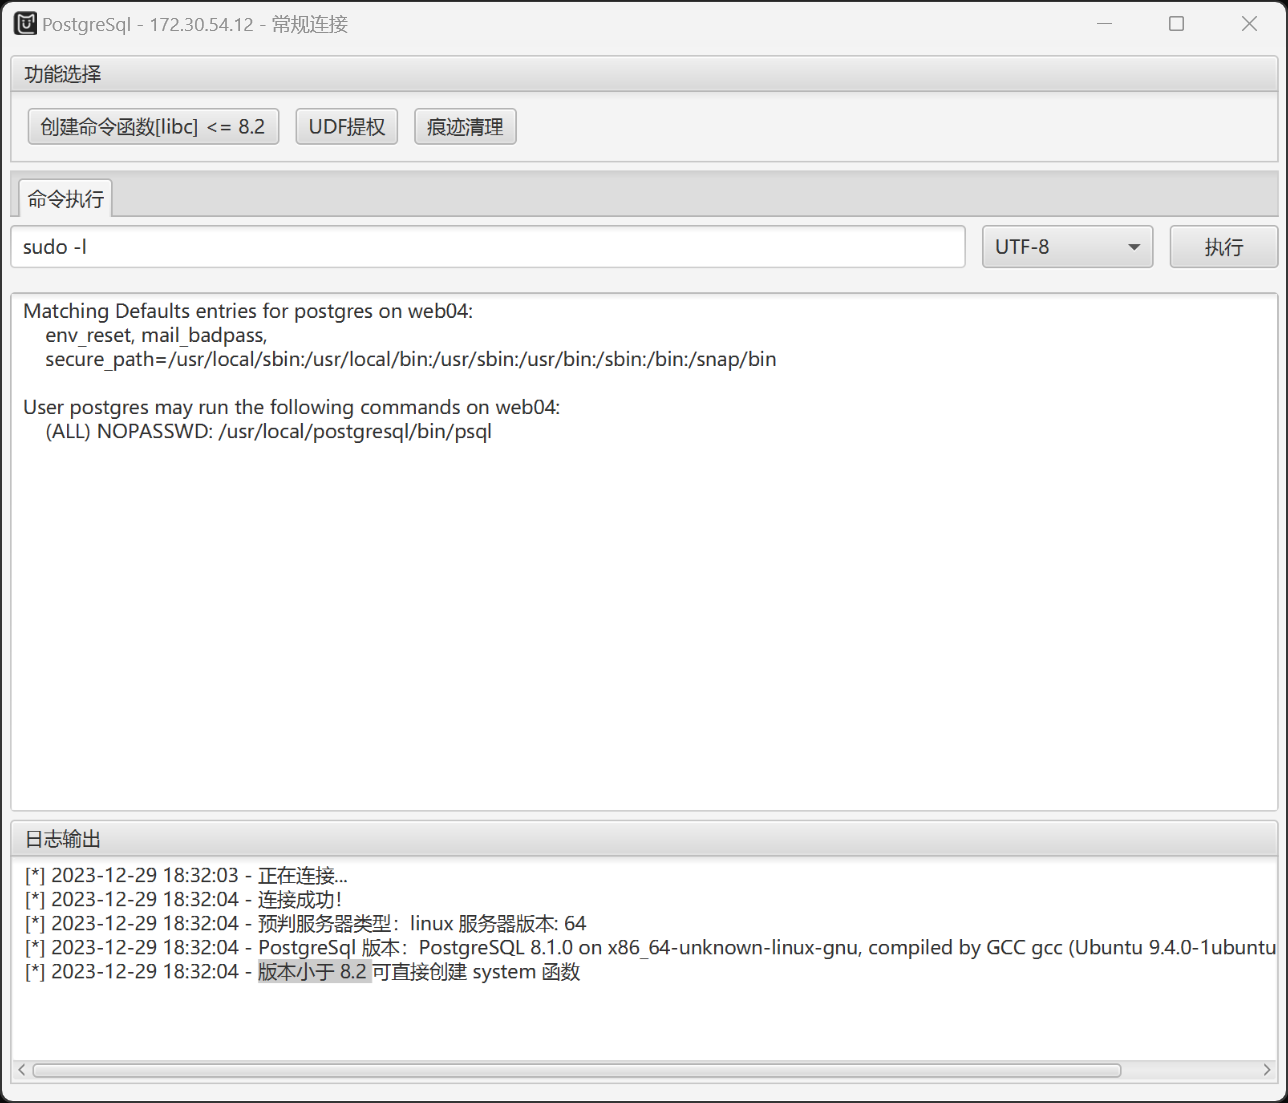 PostgreSql - 172.30.54.12 - 常规连接
功能选择
创建命令函数[libc] <= 8.2
UDF提权
痕迹清理
命令执行
sudo -l
UTF-8
执行
Matching Defaults entries for postgres on web04:
env_reset, mail_badpass,
secure_path=/usr/local/sbin:/usr/local/bin:/usr/sbin:/usr/bin:/sbin:/bin:/snap/bin
User postgres may run the following commands on web04:
(ALL) NOPASSWD: /usr/local/postgresql/bin/psql
日志输出
[*] 2023-12-29 18:32:03 - 正在连接...
[*] 2023-12-29 18:32:04 - 连接成功!
[*] 2023-12-29 18:32:04 - 预判服务器类型：linux 服务器版本: 64
[*] 2023-12-29 18:32:04 - PostgreSql 版本：PostgreSQL 8.1.0 on x86_64-unknown-linux-gnu, compiled by GCC gcc (Ubuntu 9.4.0-1ubuntu
[*] 2023-12-29 18:32:04 - 版本小于 8.2 可直接创建 system 函数